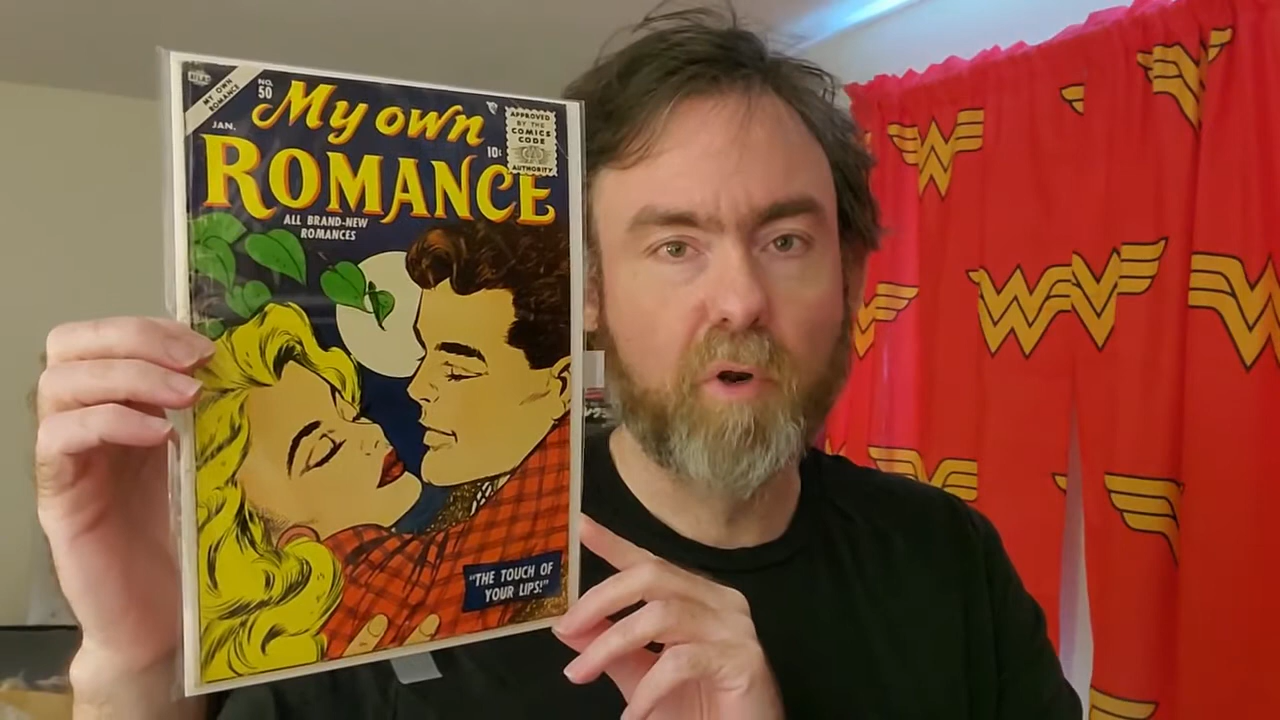 MY OWN
ROMANCE
NO.
50
JAN.
My own
ROMANCE
10¢
APPROVED
BY THE
COMICS
CODE
AUTHORITY
ALL BRAND-NEW
ROMANCES
"THE TOUCH OF
YOUR LIPS!"